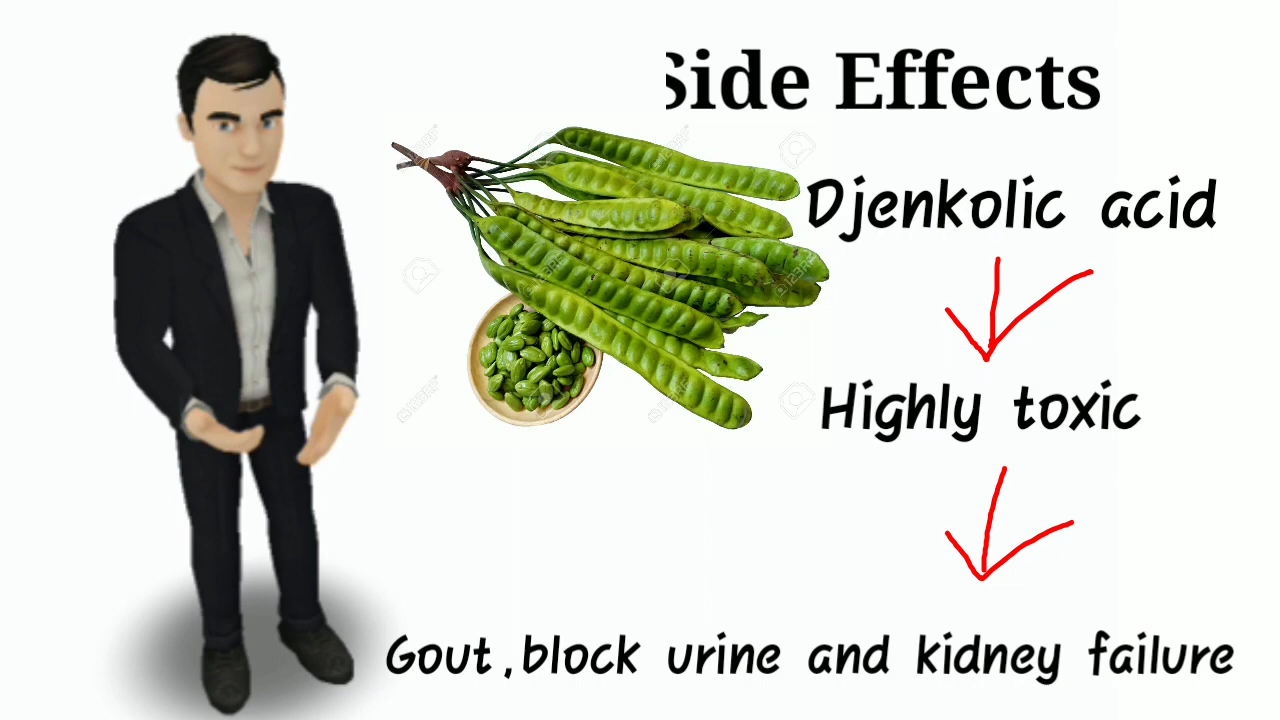 Side Effects
Djenkolic acid
Highly toxic
Gout,block urine and kidney failure